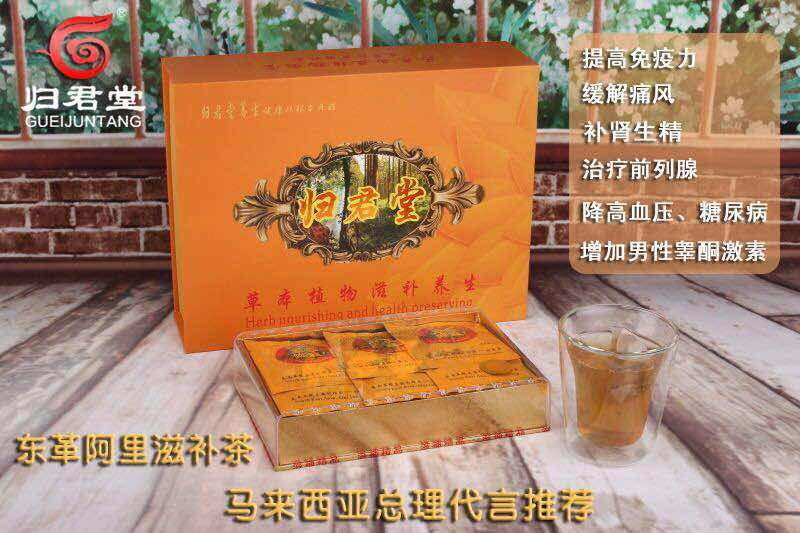 归君堂
GUEIJUNTANG
®
提高免疫力
缓解痛风
补肾生精
治疗前列腺
降高血压、糖尿病
增加男性睾酮激素
归君堂
草本植物滋补养生
Herb nourishing and health preserving
东革阿里滋补茶
马来西亚总理代言推荐